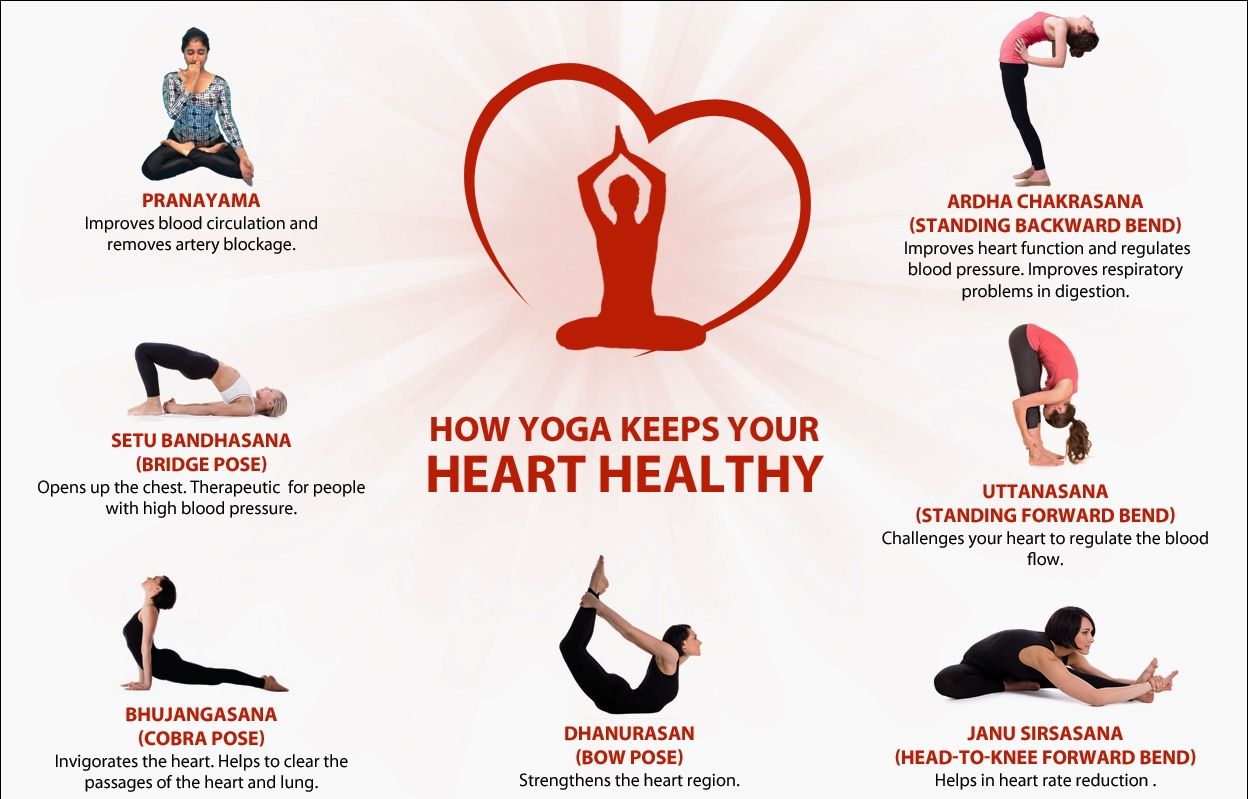 PRANAYAMA
Improves blood circulation and
removes artery blockage.
ARDHA CHAKRASANA
(STANDING BACKWARD BEND)
Improves heart function and regulates
blood pressure. Improves respiratory
problems in digestion.
SETU BANDHASANA
(BRIDGE POSE)
Opens up the chest. Therapeutic  for people
with high blood pressure.
HOW YOGA KEEPS YOUR
HEART HEALTHY
UTTANASANA
(STANDING FORWARD BEND)
Challenges your heart to regulate the blood
flow.
BHUJANGASANA
(COBRA POSE)
Invigorates the heart. Helps to clear the
passages of the heart and lung.
DHANURASAN
(BOW POSE)
Strengthens the heart region.
JANU SIRSASANA
(HEAD-TO-KNEE FORWARD BEND)
Helps in heart rate reduction .